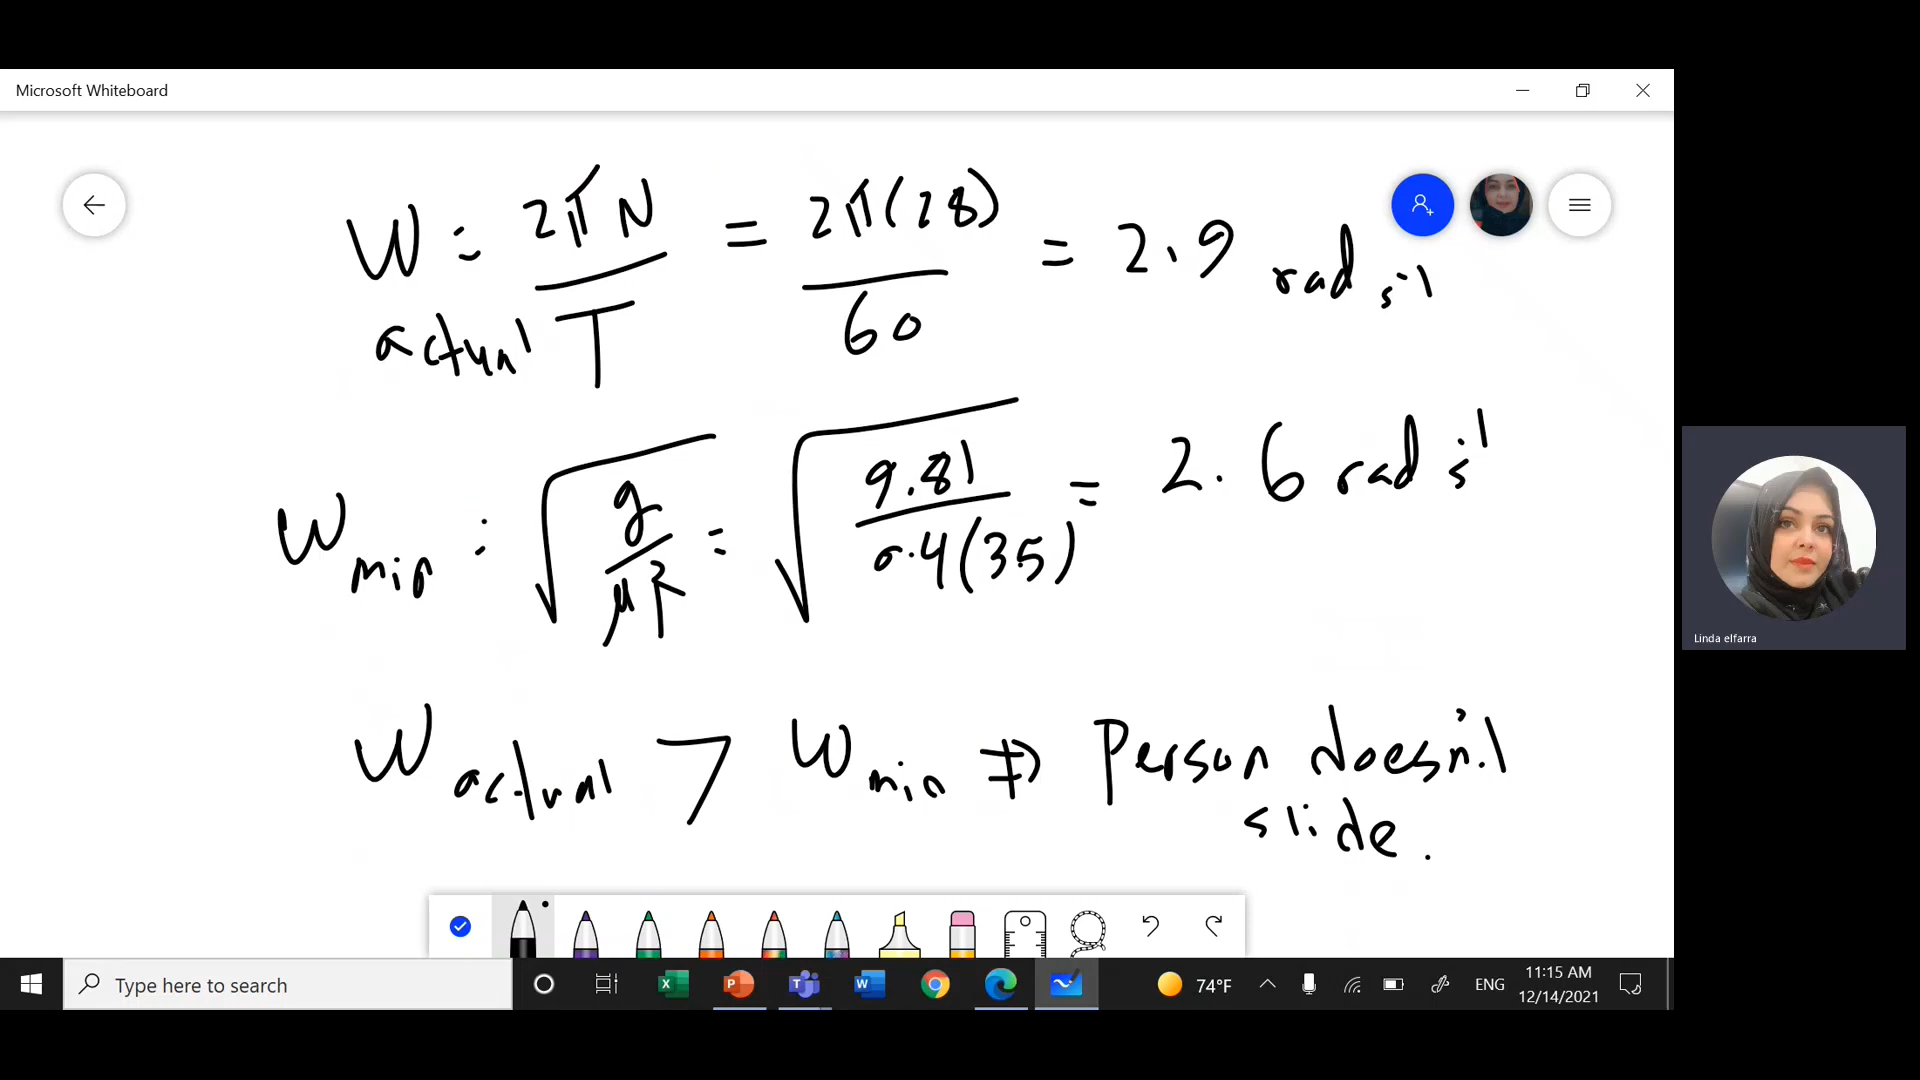 Microsoft Whiteboard
W actual = 2πN / T = 2π(28) / 60 = 2.9 rad s⁻¹
W min = √(g / μR) = √(9.81 / 0.4(3.5)) = 2.6 rad s⁻¹
W actual > W min ⇒ Person doesn't
slide.
Linda elfarra
Type here to search
74°F
ENG
11:15 AM
12/14/2021